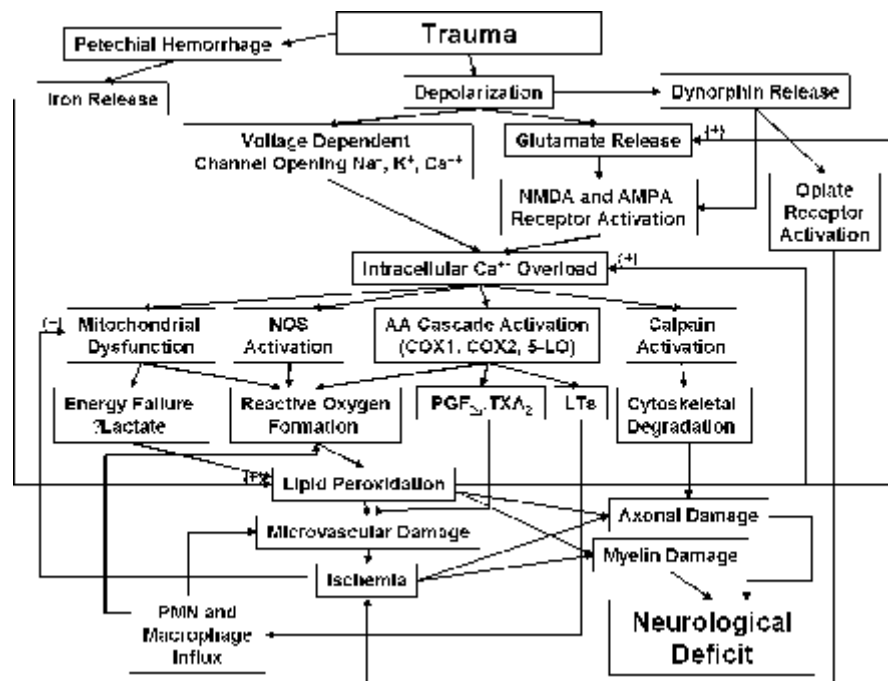 Trauma
Petechial Hemorrhage
Iron Release
Depolarization
Dynorphin Release
Voltage Dependent
Channel Opening Na⁺, K⁺, Ca⁺⁺
Glutamate Release
(+)
NMDA and AMPA
Receptor Activation
Opiate
Receptor
Activation
Intracellular Ca⁺⁺ Overload
(+)
(–)
Mitochondrial
Dysfunction
NOS
Activation
AA Cascade Activation
(COX1, COX2, 5-LO)
Calpain
Activation
Energy Failure
?Lactate
Reactive Oxygen
Formation
PGF , TXA₂
LTs
Cytoskeletal
Degradation
(+)
Lipid Peroxidation
Microvascular Damage
Axonal Damage
Myelin Damage
Ischemia
PMN and
Macrophage
Influx
Neurological
Deficit